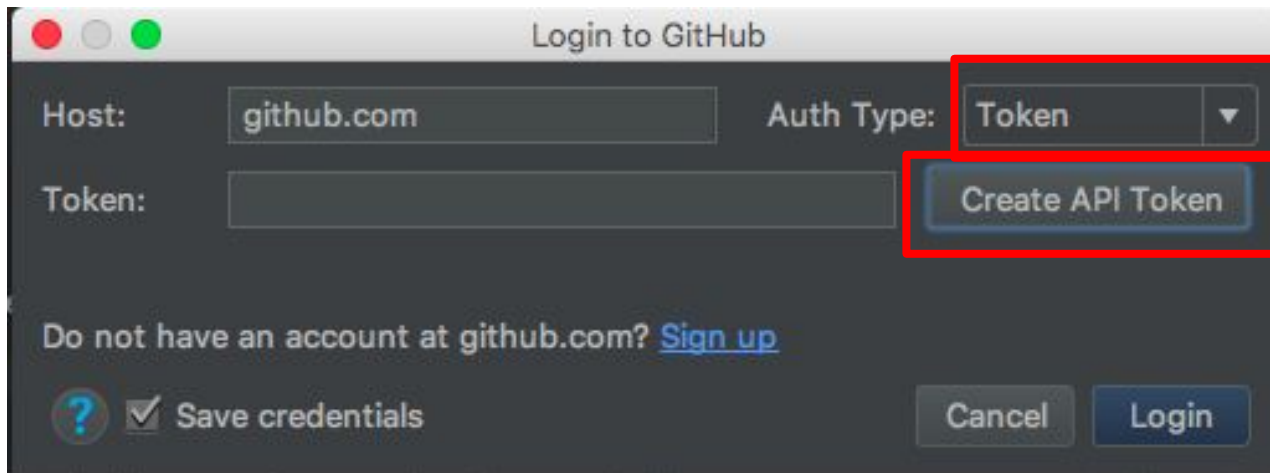 Login to GitHub
Host: github.com Auth Type: Token
Token: Create API Token
Do not have an account at github.com? Sign up
? Save credentials Cancel Login